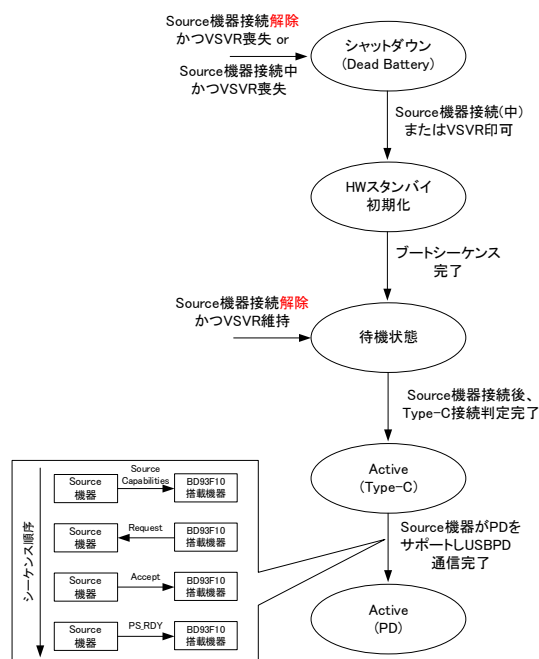 Source機器接続解除
かつVSVR喪失 or
Source機器接続中
かつVSVR喪失
シャットダウン
(Dead Battery)
Source機器接続(中)
またはVSVR印可
HWスタンバイ
初期化
ブートシーケンス
完了
Source機器接続解除
かつVSVR維持
待機状態
Source機器接続後、
Type-C接続判定完了
Active
(Type-C)
Source機器がPDを
サポートしUSBPD
通信完了
Active
(PD)
シーケンス順序
Source
機器
Source
Capabilities
BD93F10
搭載機器
Source
機器
Request
BD93F10
搭載機器
Source
機器
Accept
BD93F10
搭載機器
Source
機器
PS_RDY
BD93F10
搭載機器